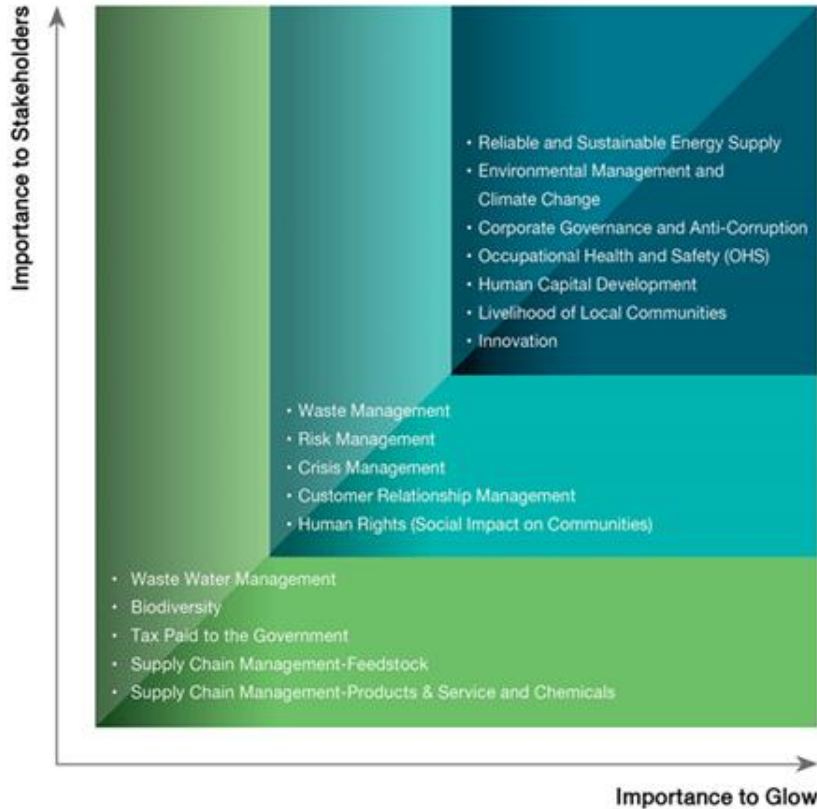 Importance to Stakeholders
• Reliable and Sustainable Energy Supply
• Environmental Management and
Climate Change
• Corporate Governance and Anti-Corruption
• Occupational Health and Safety (OHS)
• Human Capital Development
• Livelihood of Local Communities
• Innovation
• Waste Management
• Risk Management
• Crisis Management
• Customer Relationship Management
• Human Rights (Social Impact on Communities)
• Waste Water Management
• Biodiversity
• Tax Paid to the Government
• Supply Chain Management-Feedstock
• Supply Chain Management-Products & Service and Chemicals
Importance to Glow